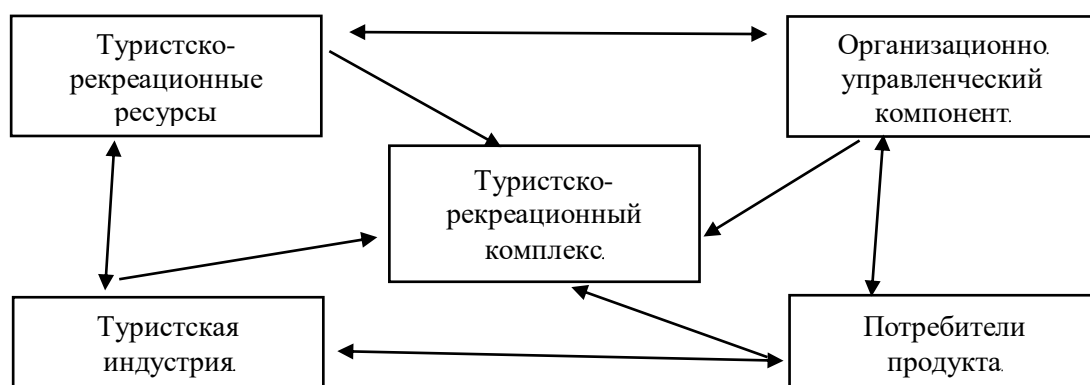 Туристско-
рекреационные
ресурсы
Организационно.
управленческий
компонент.
Туристско-
рекреационный
комплекс.
Туристская
индустрия.
Потребители
продукта.